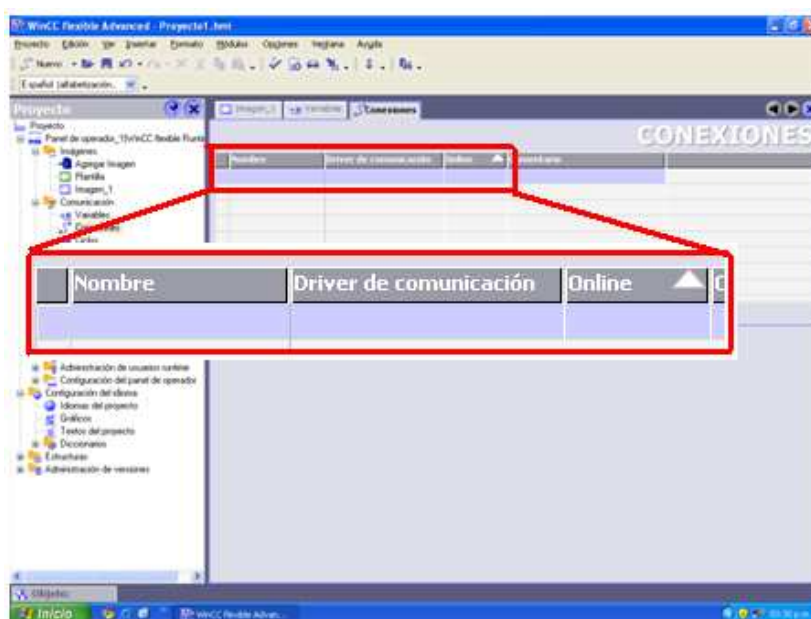 WinCC flexible Advanced - Proyecto1.hmi
Proyecto Edición Ver Insertar Formato Módulos Opciones Ventana Ayuda
Nuevo
Español (alfabetización
Proyecto
Imagen_1 Variables Conexiones
Proyecto
CONEXIONES
Panel de operador_1(WinCC flexible Runti
Imágenes
Agregar Imagen
Nombre Driver de comunicación Online Comentario
Plantilla
Imagen_1
Comunicación
Variables
Conexiones
Ciclos
Nombre Driver de comunicación Online C
Administración de usuarios runtime
Configuración del panel de operador
Configuración del idioma
Idiomas del proyecto
Gráficos
Textos del proyecto
Diccionarios
Estructuras
Administración de versiones
Objetos
Inicio WinCC flexible Advan...